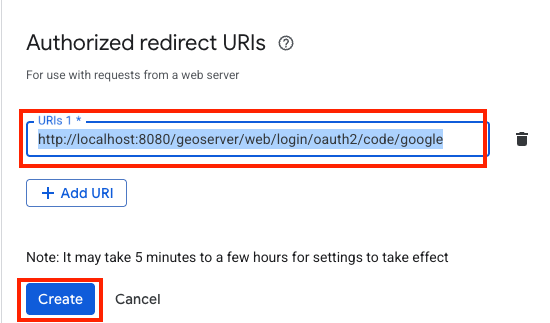 Authorized redirect URIs
For use with requests from a web server
URIs 1 *
http://localhost:8080/geoserver/web/login/oauth2/code/google
+ Add URI
Note: It may take 5 minutes to a few hours for settings to take effect
Create Cancel